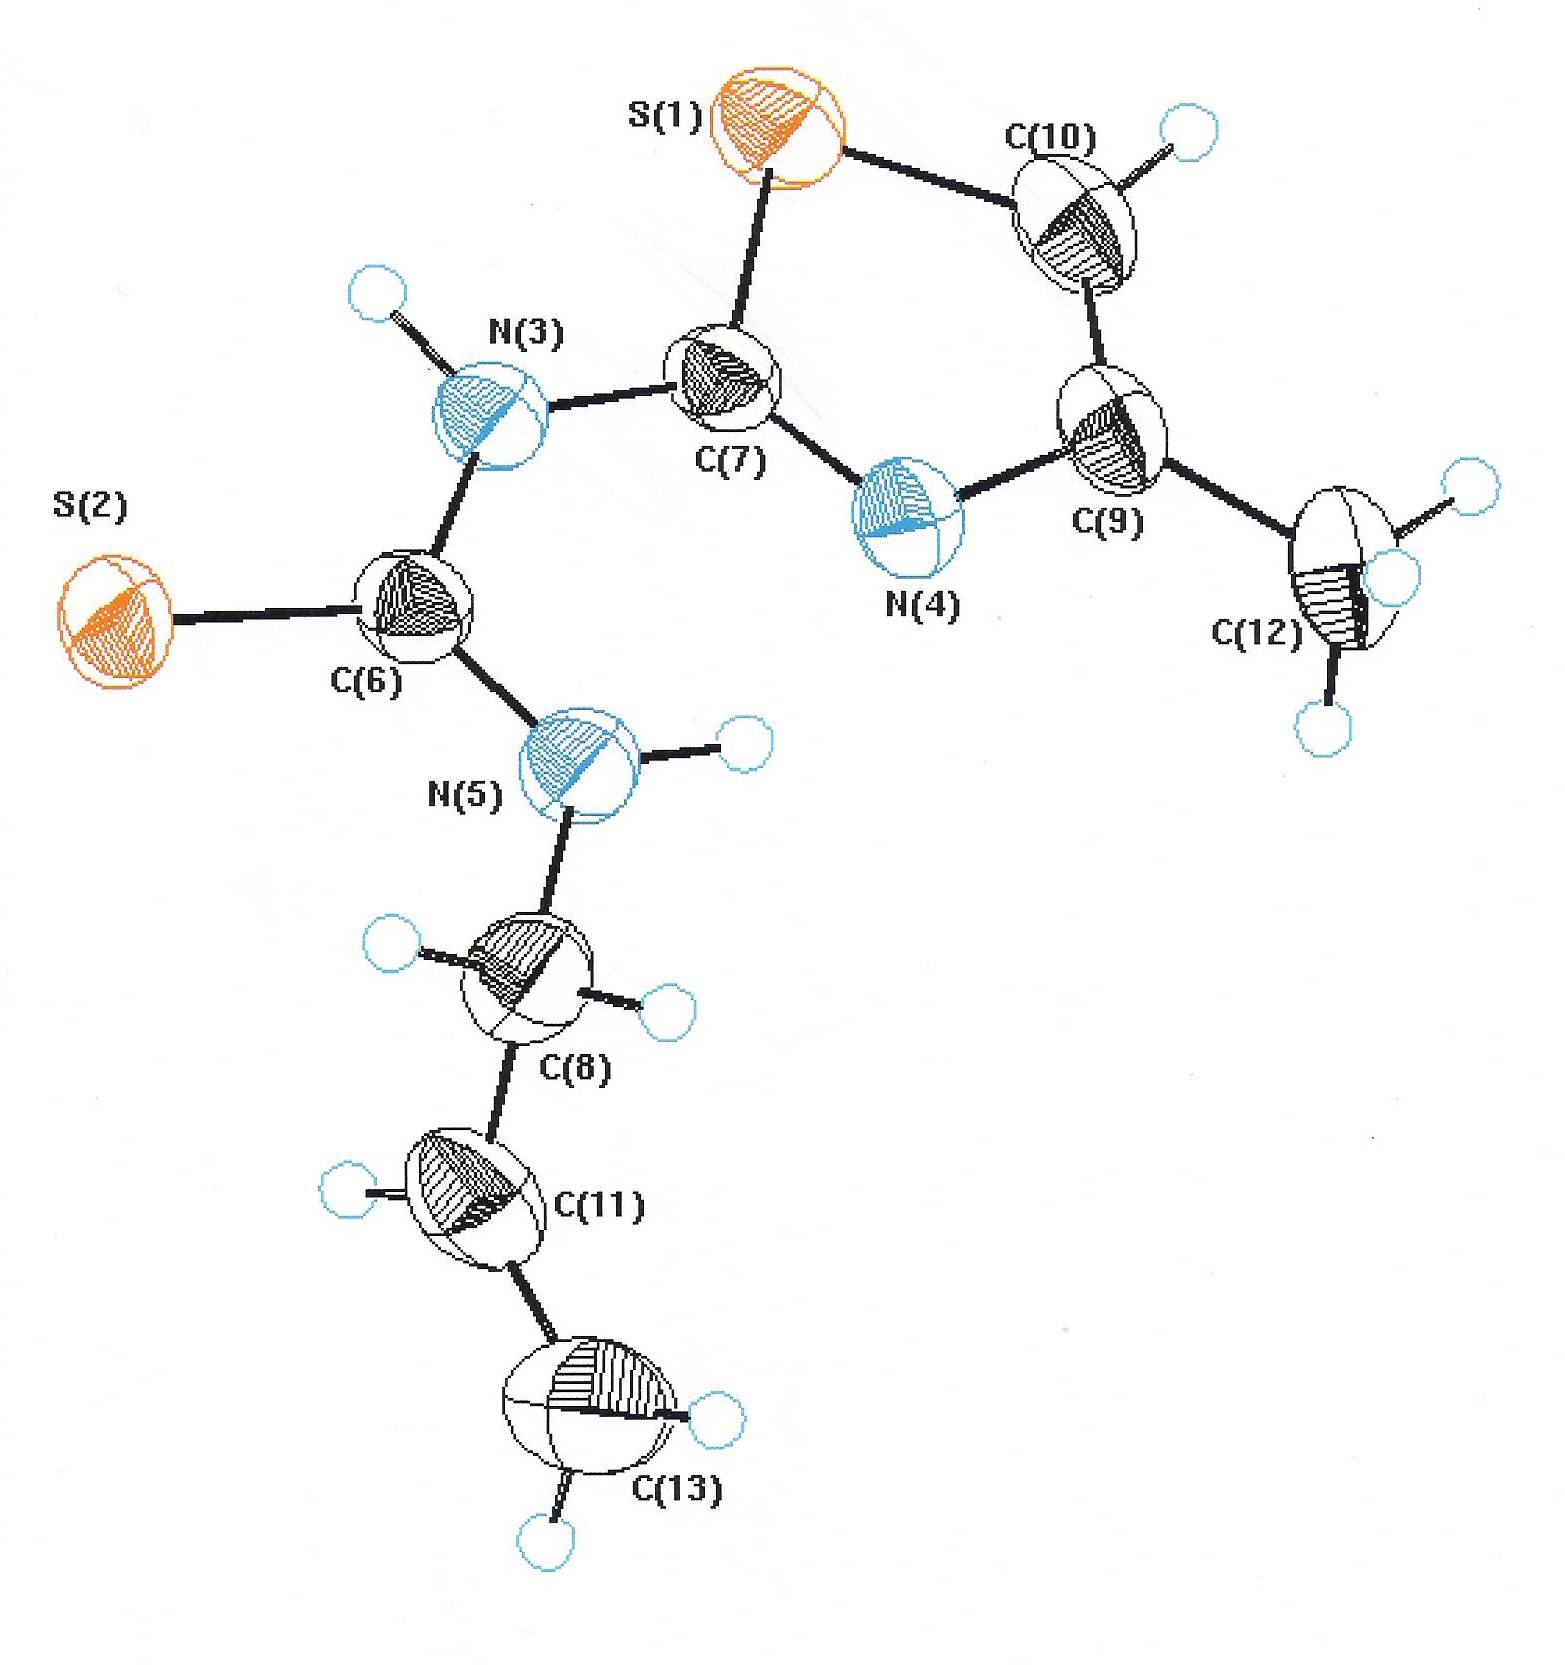 S(1)
C(10)
N(3)
C(7)
S(2)
C(9)
N(4)
C(12)
C(6)
N(5)
C(8)
C(11)
C(13)